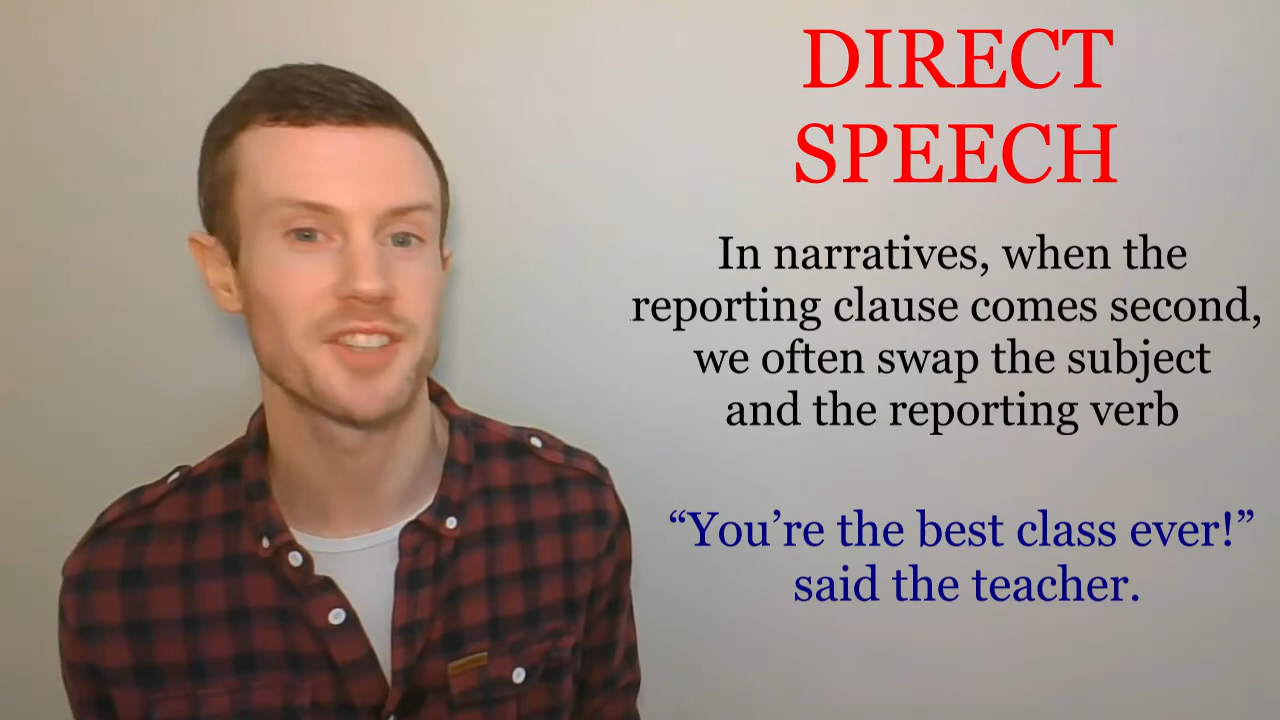 DIRECT
SPEECH
In narratives, when the
reporting clause comes second,
we often swap the subject
and the reporting verb
“You’re the best class ever!”
said the teacher.